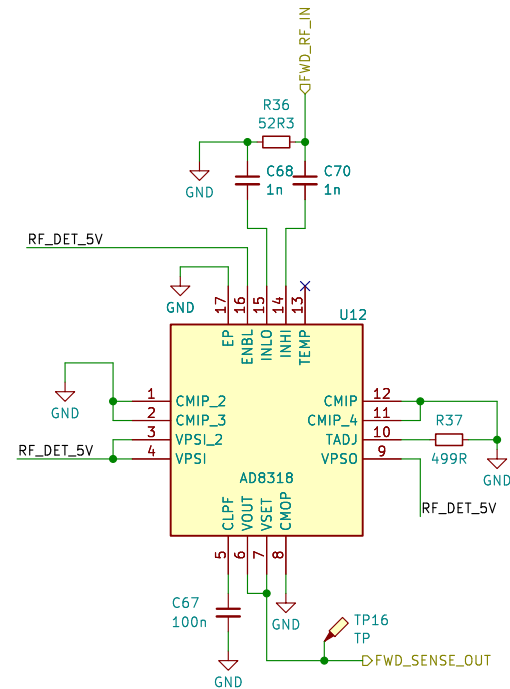 FWD_RF_IN
R36
52R3
C68
1n
C70
1n
GND
RF_DET_5V
GND
17
16
15
14
13
EP
ENBL
INLO
INHI
TEMP
U12
GND
1
CMIP_2
2
CMIP_3
3
VPSI_2
4
VPSI
RF_DET_5V
CMIP
12
CMIP_4
11
TADJ
10
VPSO
9
R37
499R
GND
RF_DET_5V
AD8318
CLPF
VOUT
VSET
CMOP
5
6
7
8
C67
100n
GND
GND
TP16
TP
FWD_SENSE_OUT